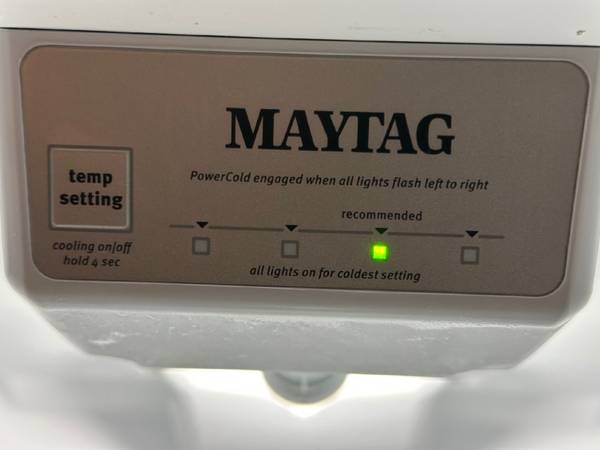 MAYTAG
PowerCold engaged when all lights flash left to right
temp
setting
recommended
cooling on/off
hold 4 sec
all lights on for coldest setting